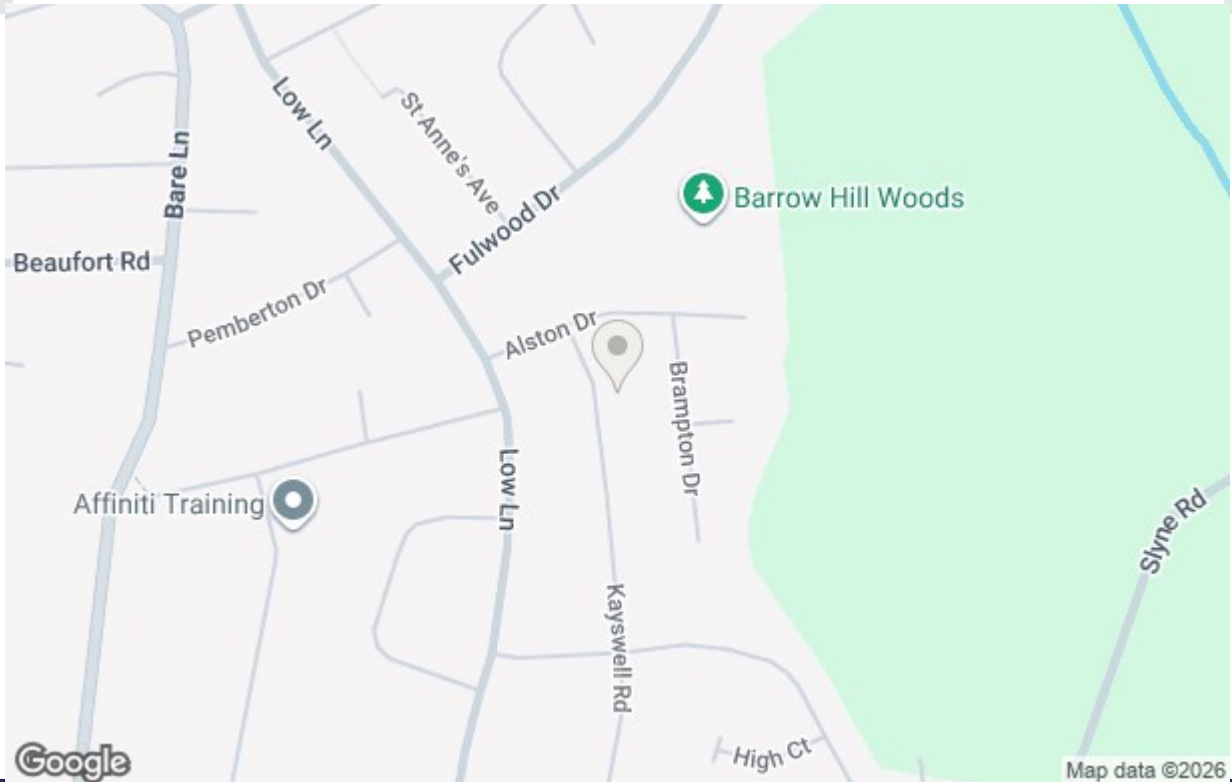 Low Ln
St Anne's Ave
Bare Ln
Fulwood Dr
Barrow Hill Woods
Beaufort Rd
Pemberton Dr
Alston Dr
Brampton Dr
Low Ln
Affiniti Training
Slyne Rd
Kayswell Rd
High Ct
Google
Map data ©2026